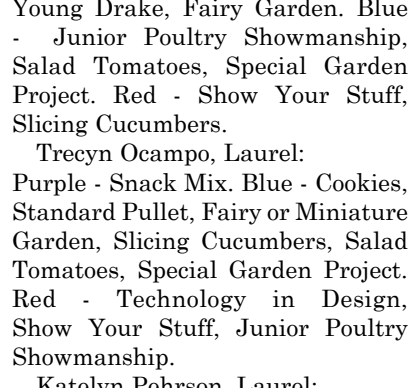 Young Drake, Fairy Garden. Blue
- Junior Poultry Showmanship,
Salad Tomatoes, Special Garden
Project. Red - Show Your Stuff,
Slicing Cucumbers.
Trecyn Ocampo, Laurel:
Purple - Snack Mix. Blue - Cookies,
Standard Pullet, Fairy or Miniature
Garden, Slicing Cucumbers, Salad
Tomatoes, Special Garden Project.
Red - Technology in Design,
Show Your Stuff, Junior Poultry
Showmanship.
Katelyn Pehrson, Laurel: